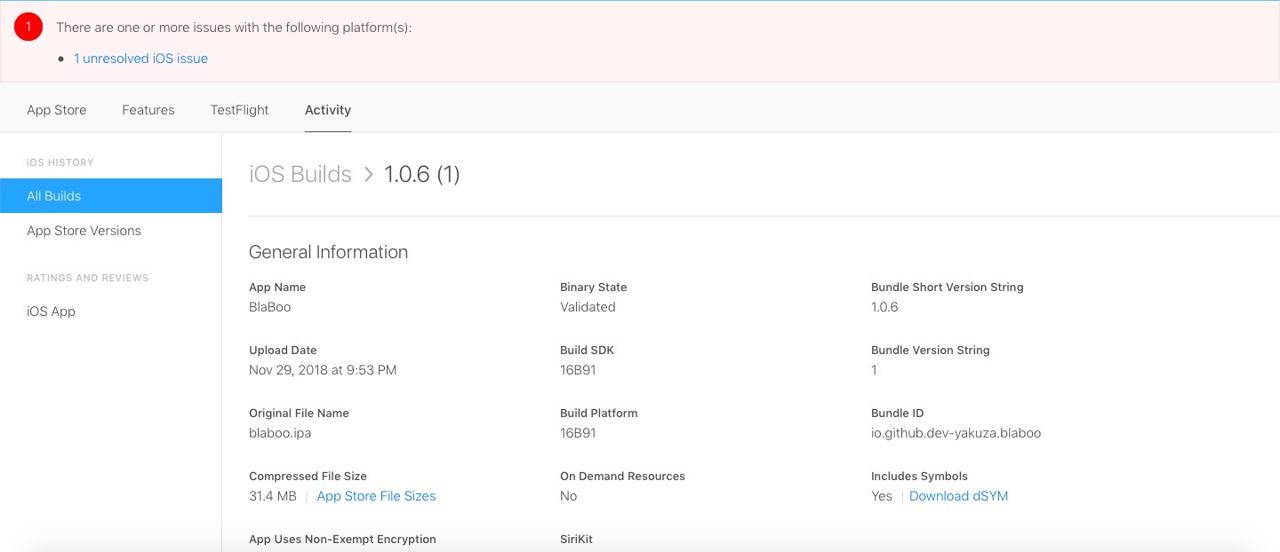 1
There are one or more issues with the following platform(s):
• 1 unresolved iOS issue
App Store Features TestFlight Activity
iOS HISTORY
All Builds
App Store Versions
RATINGS AND REVIEWS
iOS App
iOS Builds > 1.0.6 (1)
General Information
App Name Binary State Bundle Short Version String
BlaBoo Validated 1.0.6
Upload Date Build SDK Bundle Version String
Nov 29, 2018 at 9:53 PM 16B91 1
Original File Name Build Platform Bundle ID
blaboo.ipa 16B91 io.github.dev-yakuza.blaboo
Compressed File Size On Demand Resources Includes Symbols
31.4 MB | App Store File Sizes No Yes | Download dSYM
App Uses Non-Exempt Encryption SiriKit